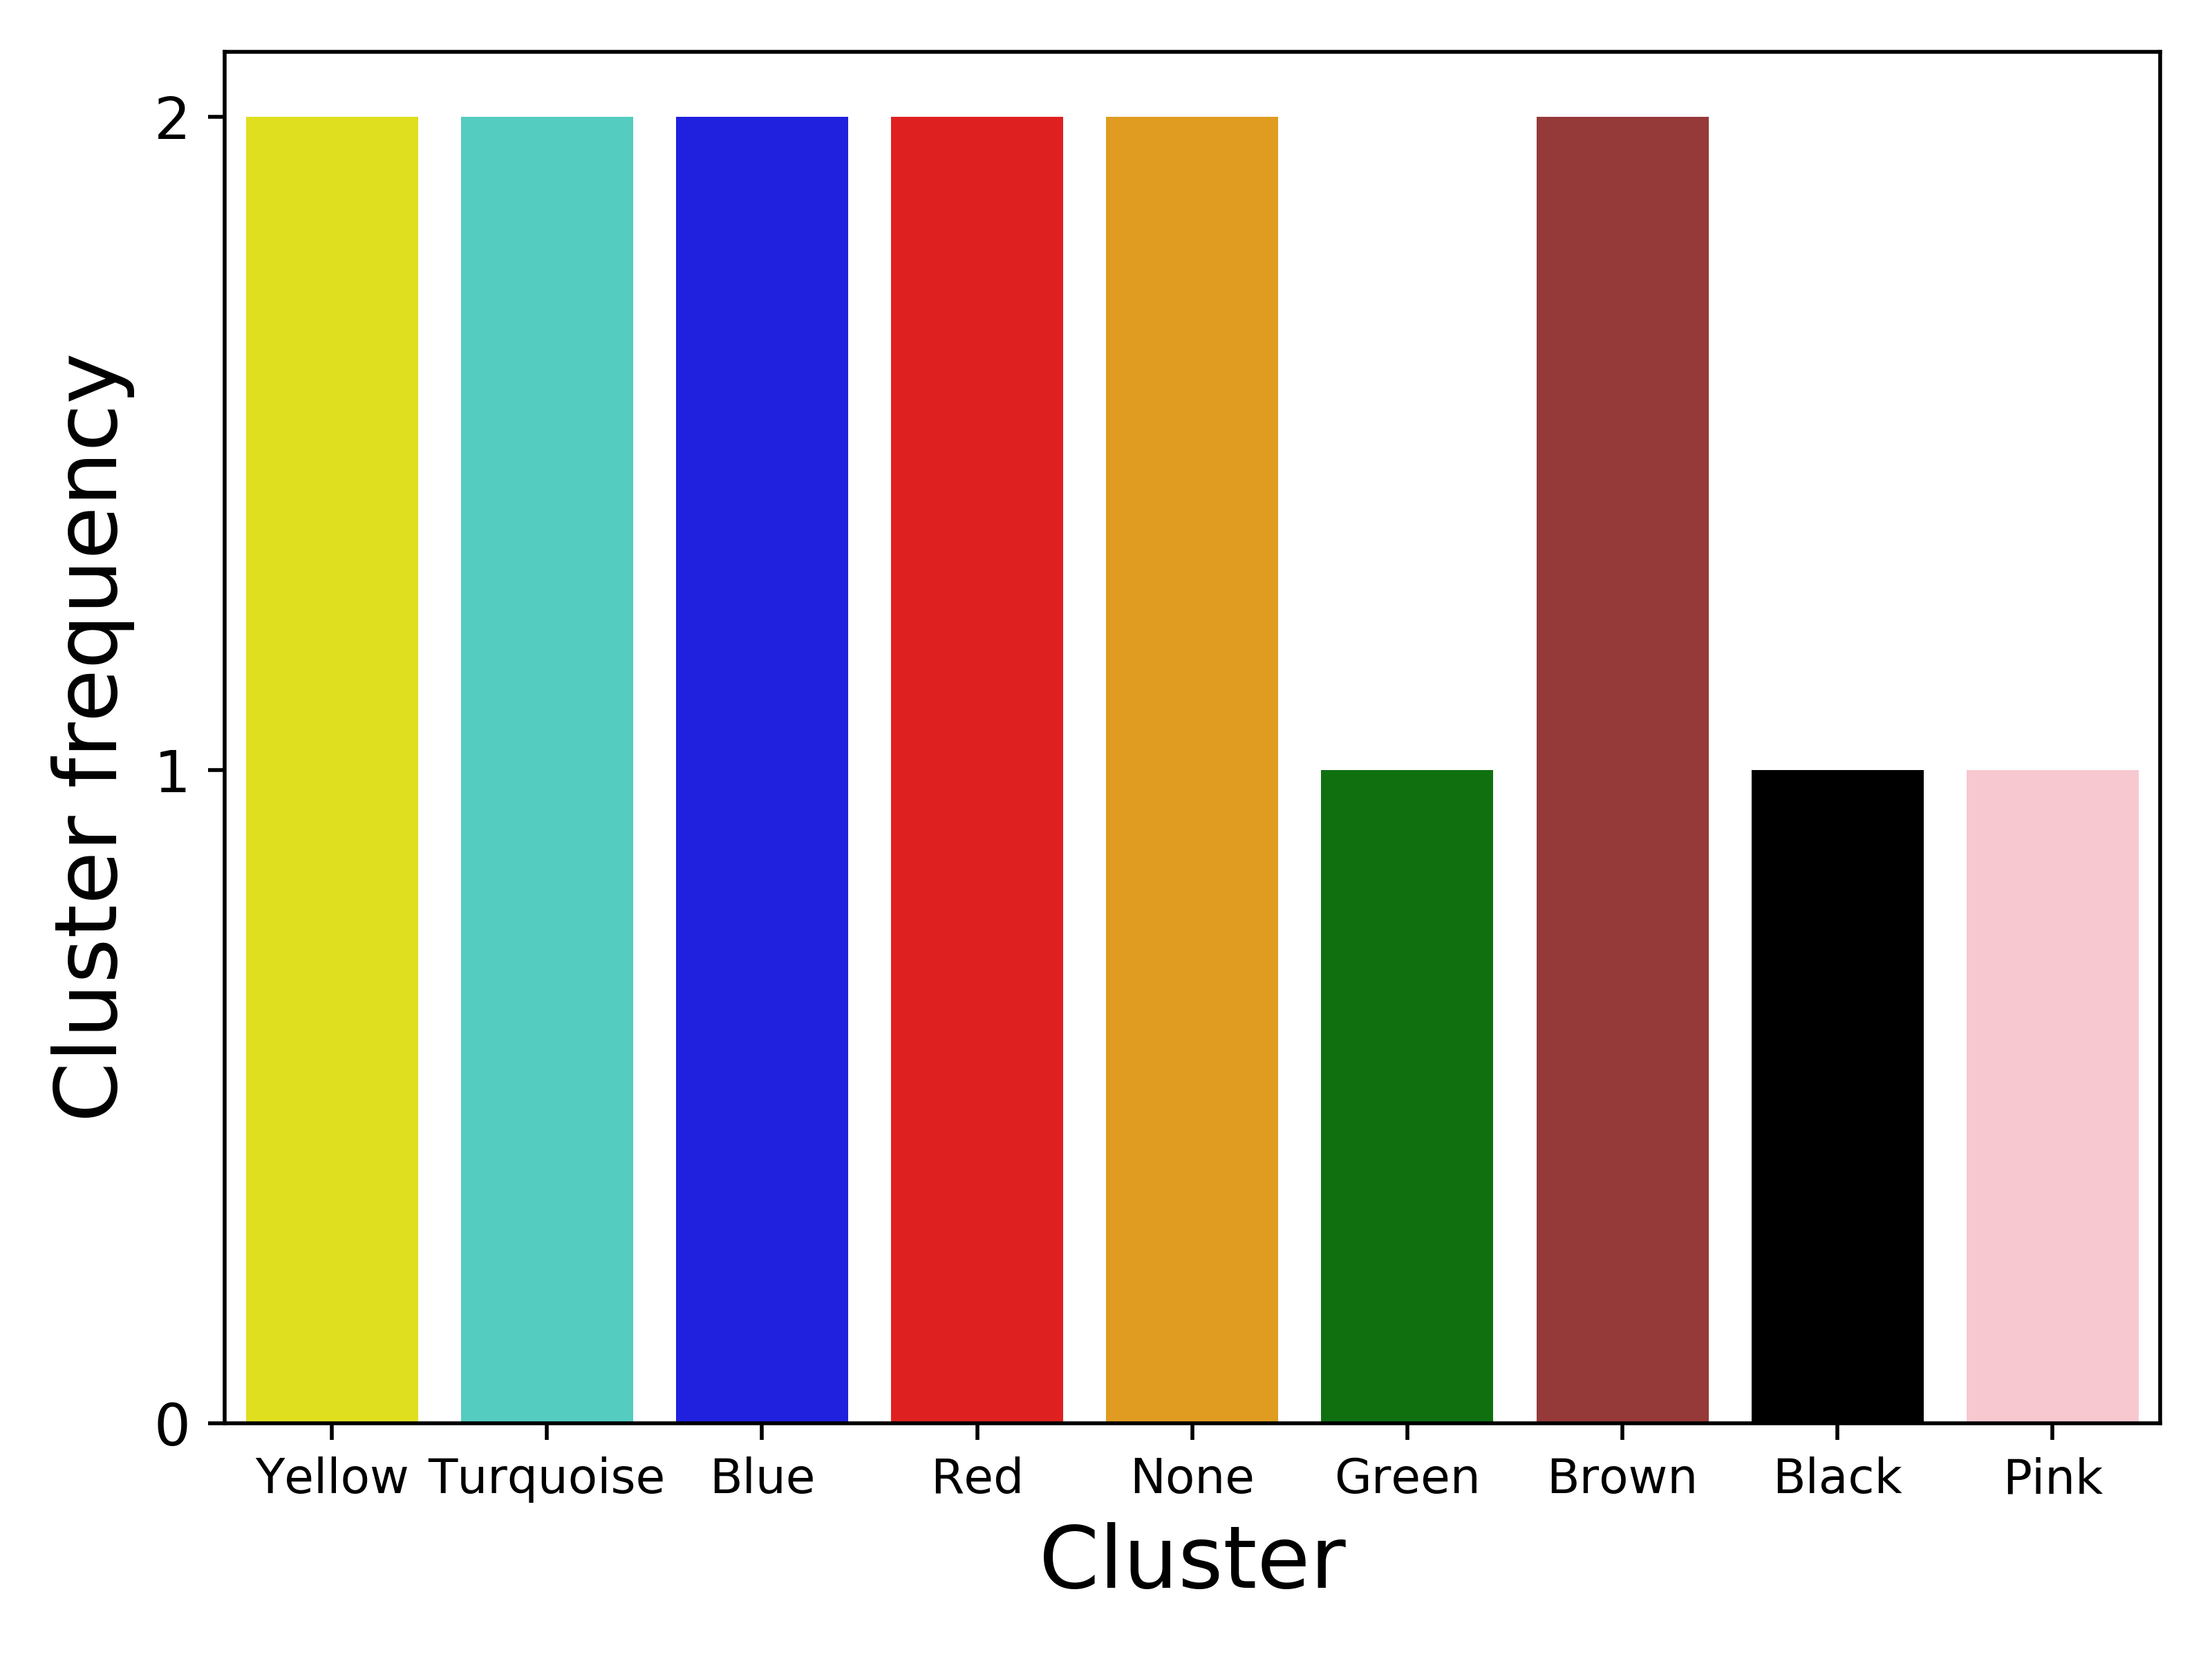 Cluster frequency
2
1
0
Yellow Turquoise Blue Red None Green Brown Black Pink
Cluster